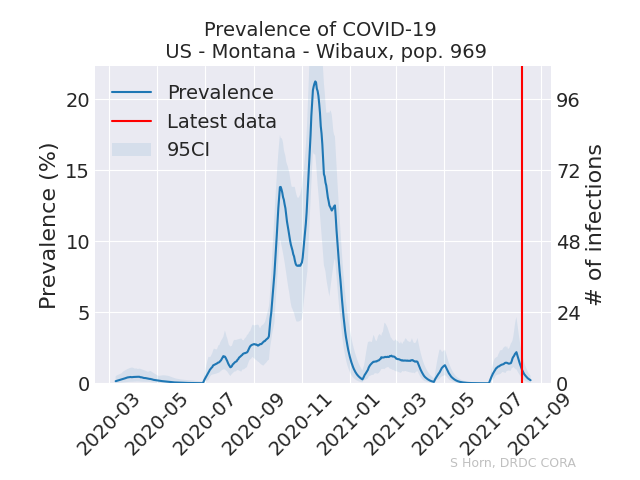 Prevalence of COVID-19
US - Montana - Wibaux, pop. 969
Prevalence
Latest data
95CI
Prevalence (%)
20
15
10
5
0
# of infections
96
72
48
24
0
2020-03
2020-05
2020-07
2020-09
2020-11
2021-01
2021-03
2021-05
2021-07
2021-09
S Horn, DRDC CORA